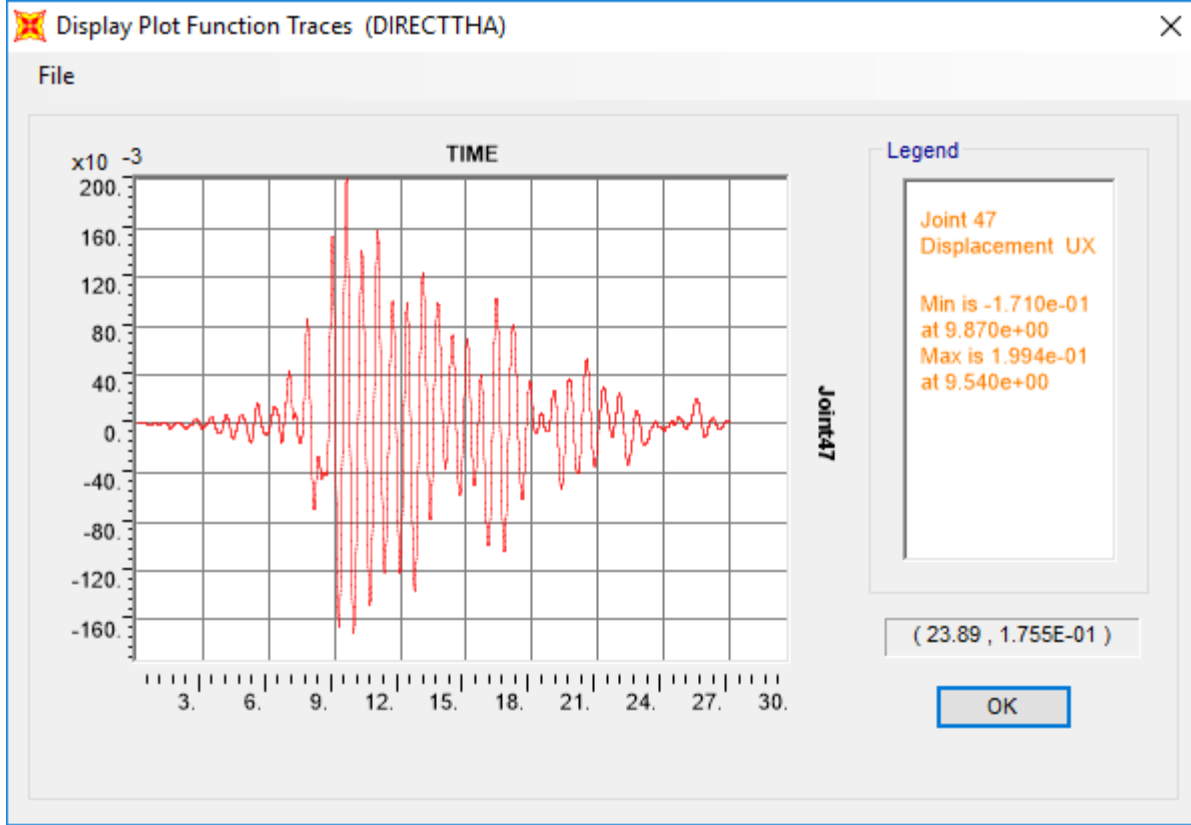 Display Plot Function Traces (DIRECTTHA)
File
x10 -3
TIME
200.
160.
120.
80.
40.
0.
-40.
-80.
-120.
-160.
3. 6. 9. 12. 15. 18. 21. 24. 27. 30.
Joint47
Legend
Joint 47
Displacement UX
Min is -1.710e-01
at 9.870e+00
Max is 1.994e-01
at 9.540e+00
( 23.89 , 1.755E-01 )
OK